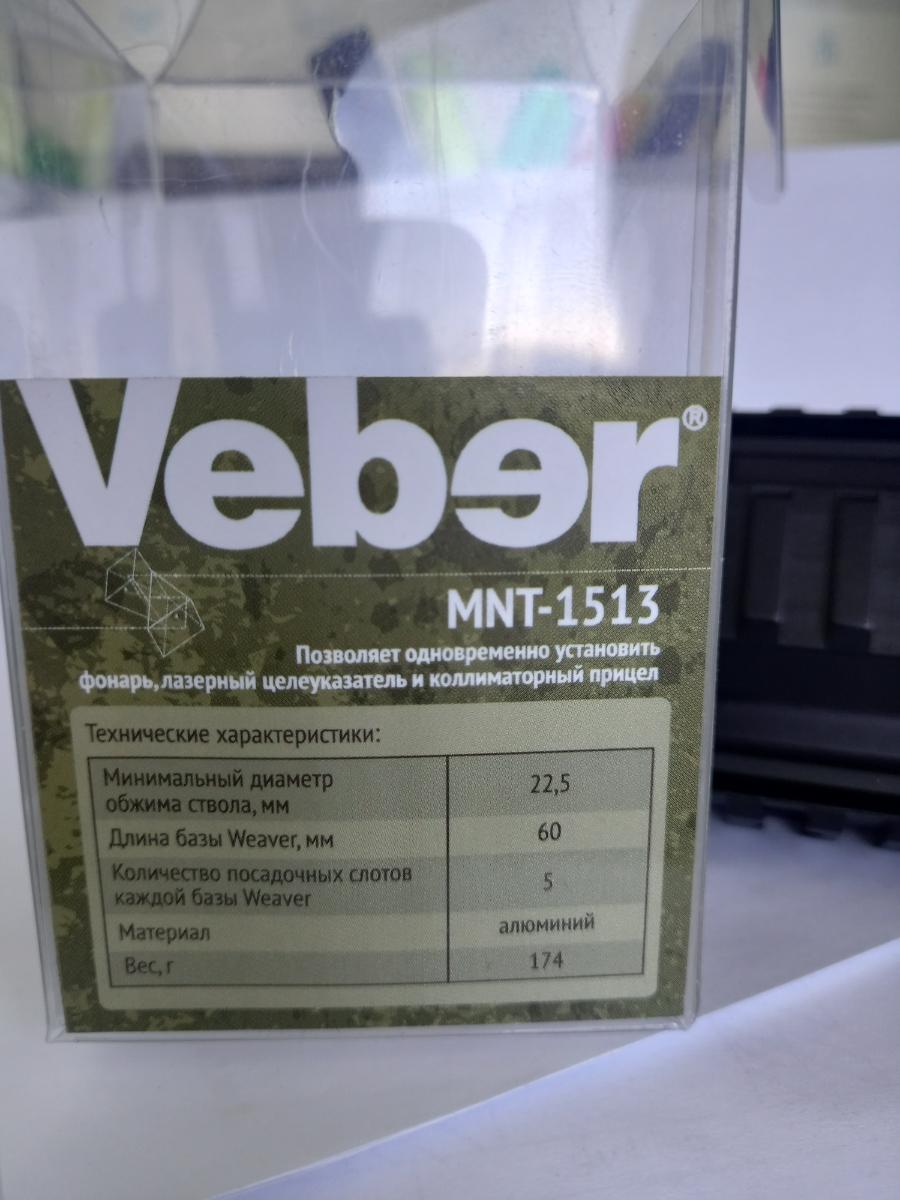 Veber®
MNT-1513
Позволяет одновременно установить
фонарь, лазерный целеуказатель и коллиматорный прицел
Технические характеристики:
Минимальный диаметр
обжима ствола, мм
22,5
Длина базы Weaver, мм
60
Количество посадочных слотов
каждой базы Weaver
5
Материал
алюминий
Вес, г
174